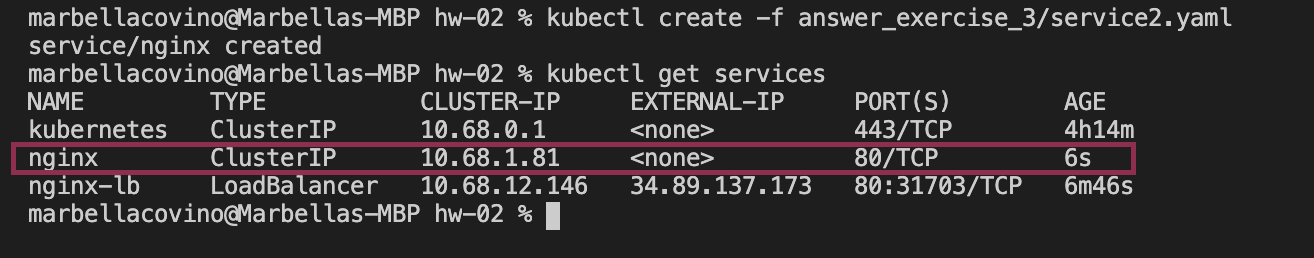 marbellacovino@Marbellas-MBP hw-02 % kubectl create -f answer_exercise_3/service2.yaml
service/nginx created
marbellacovino@Marbellas-MBP hw-02 % kubectl get services
NAME TYPE CLUSTER-IP EXTERNAL-IP PORT(S) AGE
kubernetes ClusterIP 10.68.0.1 <none> 443/TCP 4h14m
nginx ClusterIP 10.68.1.81 <none> 80/TCP 6s
nginx-lb LoadBalancer 10.68.12.146 34.89.137.173 80:31703/TCP 6m46s
marbellacovino@Marbellas-MBP hw-02 %